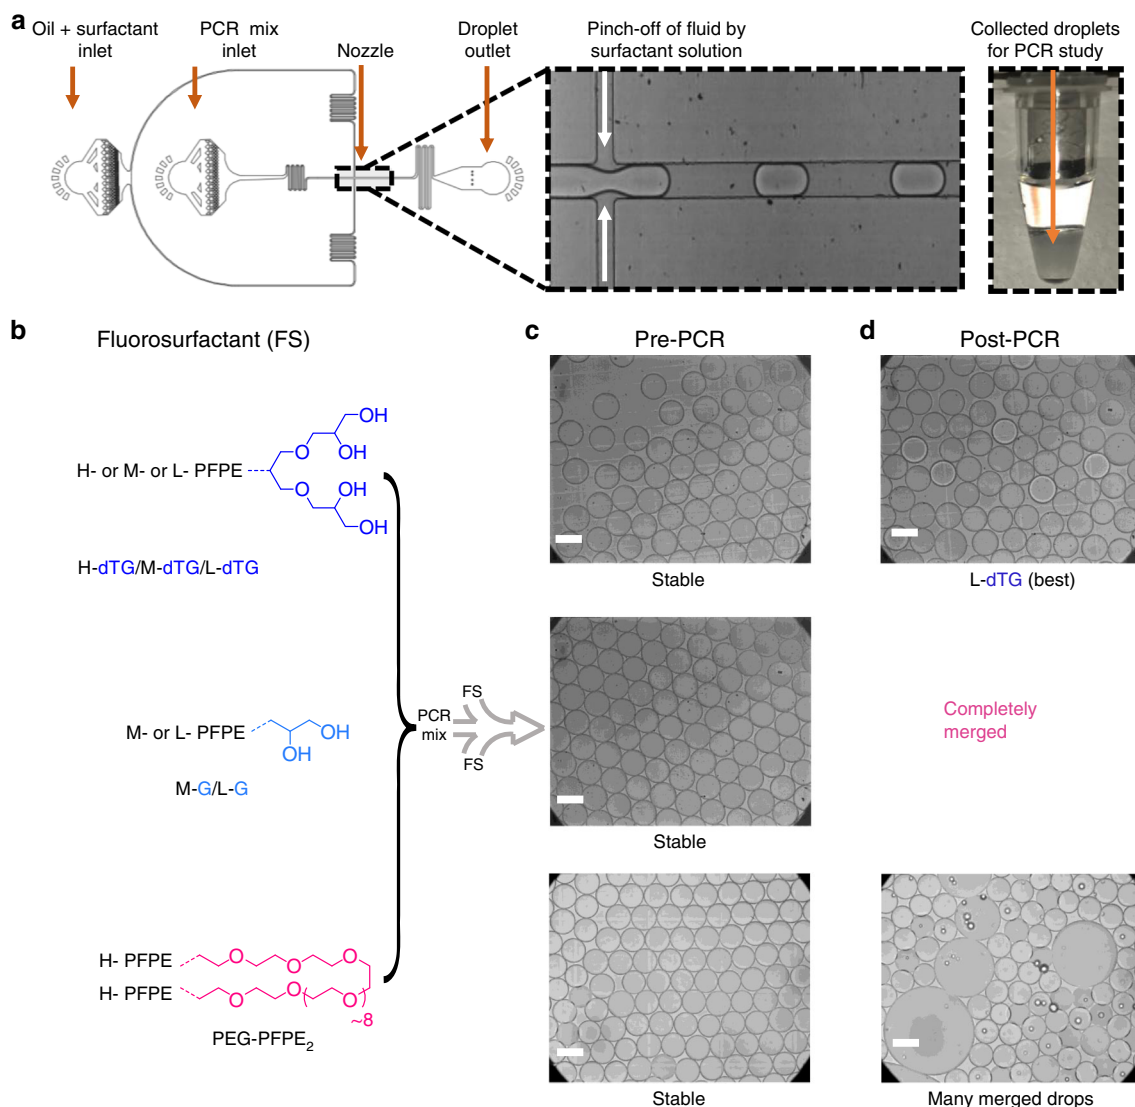 a
Oil + surfactant
inlet
PCR mix
inlet
Nozzle
Droplet
outlet
Pinch-off of fluid by
surfactant solution
Collected droplets
for PCR study
b
Fluorosurfactant (FS)
c
Pre-PCR
d
Post-PCR
OH
O
OH
H- or M- or L- PFPE
O
OH
OH
H-dTG/M-dTG/L-dTG
Stable
L-dTG (best)
M- or L- PFPE
OH
OH
M-G/L-G
PCR
mix
FS
FS
Completely
merged
Stable
H- PFPE
O
O
O
H- PFPE
O
O
O
~8
PEG-PFPE2
Stable
Many merged drops